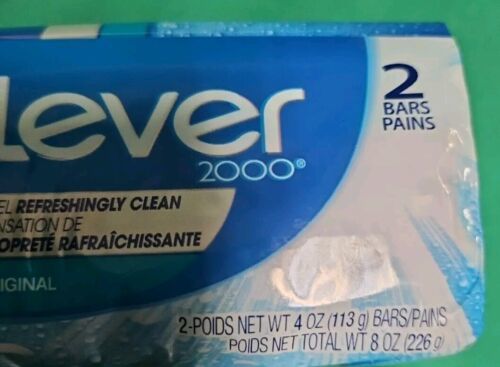 Lever
2000®
2
BARS
PAINS
EL REFRESHINGLY CLEAN
NSATION DE
OPRETÉ RAFRAÎCHISSANTE
IGINAL
2-POIDS NET WT 4 OZ (113 g) BARS/PAINS
POIDS NET TOTAL WT 8 OZ (226 g)